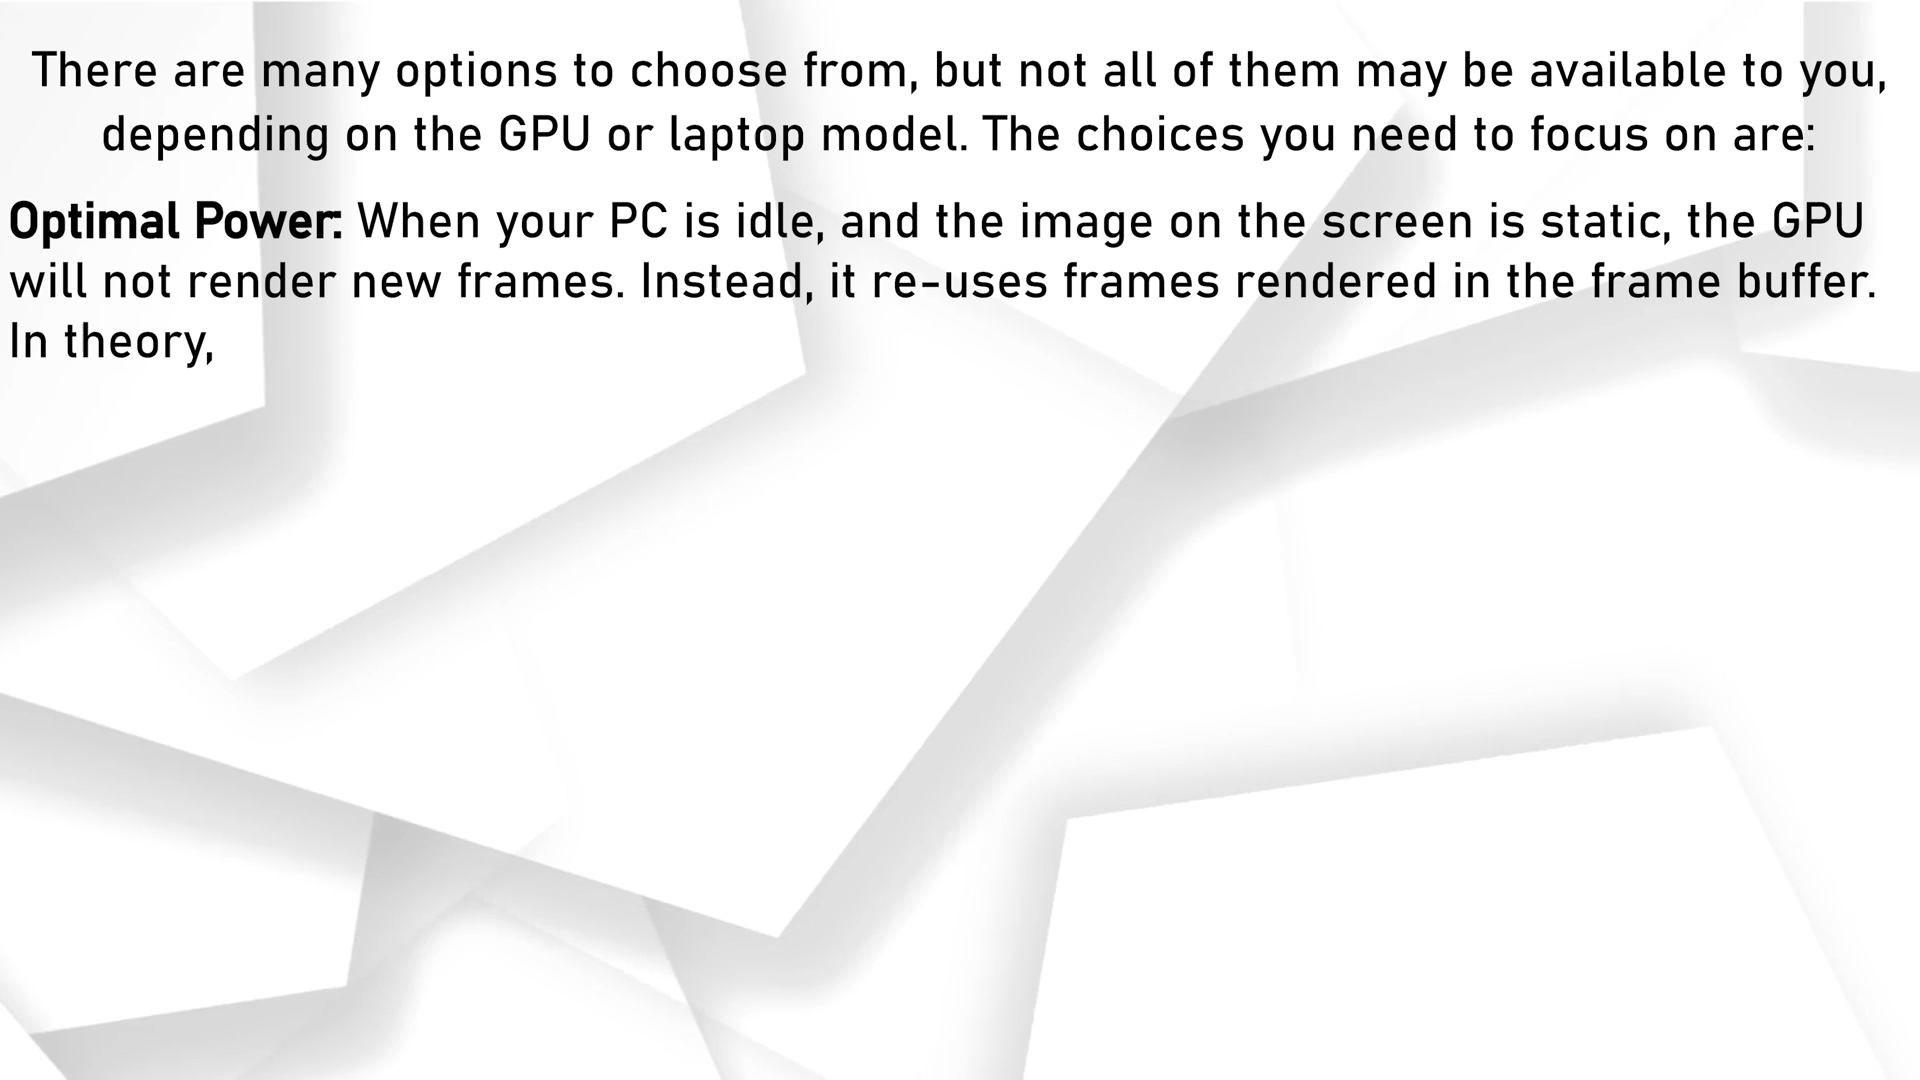 There are many options to choose from, but not all of them may be available to you,
depending on the GPU or laptop model. The choices you need to focus on are:
Optimal Power: When your PC is idle, and the image on the screen is static, the GPU
will not render new frames. Instead, it re-uses frames rendered in the frame buffer.
In theory,